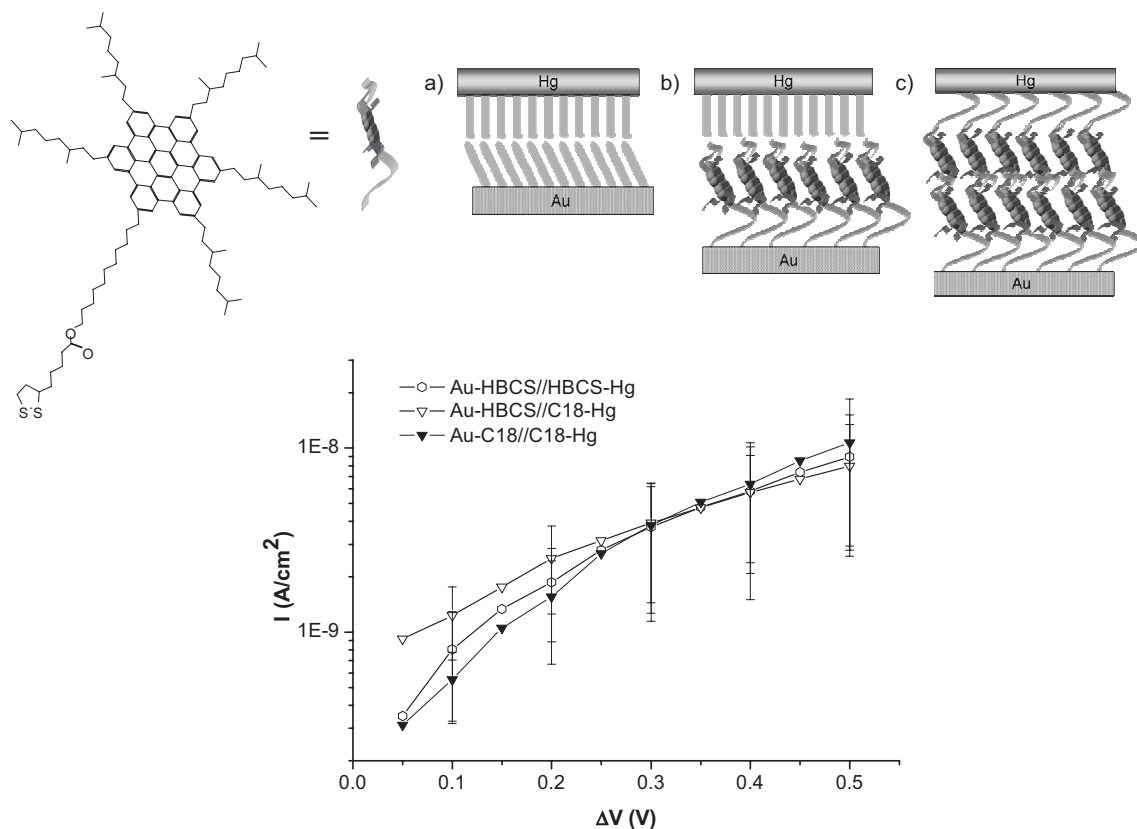 O
O
S-S
=
a)
Hg
Au
b)
Hg
Au
c)
Hg
Au
Au-HBCS//HBCS-Hg
Au-HBCS//C18-Hg
Au-C18//C18-Hg
1E-8
1E-9
I (A/cm²)
0.0 0.1 0.2 0.3 0.4 0.5
ΔV (V)